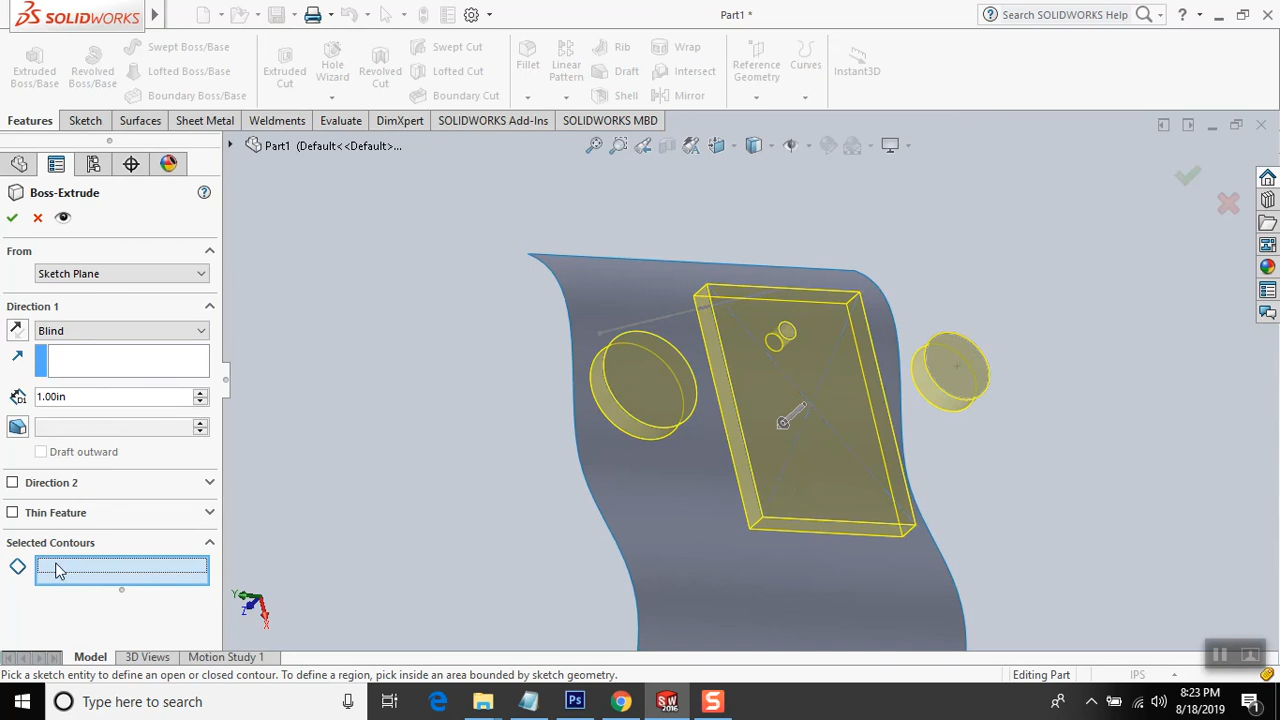 SOLIDWORKS
Part1 *
Search SOLIDWORKS Help
?
Extruded Boss/Base
Revolved Boss/Base
Swept Boss/Base
Lofted Boss/Base
Boundary Boss/Base
Extruded Cut
Hole Wizard
Revolved Cut
Swept Cut
Lofted Cut
Boundary Cut
Fillet
Linear Pattern
Rib
Draft
Shell
Wrap
Intersect
Mirror
Reference Geometry
Curves
Instant3D
Features
Sketch
Surfaces
Sheet Metal
Weldments
Evaluate
DimXpert
SOLIDWORKS Add-Ins
SOLIDWORKS MBD
Part1 (Default<<Default>...
Boss-Extrude
From
Sketch Plane
Direction 1
Blind
1.00in
Draft outward
Direction 2
Thin Feature
Selected Contours
Y
Z
X
Model
3D Views
Motion Study 1
Pick a sketch entity to define an open or closed contour. To define a region, pick inside an area bounded by sketch geometry.
Editing Part
IPS
Type here to search
Ps
SW
2016
S
8:23 PM
8/18/2019
1